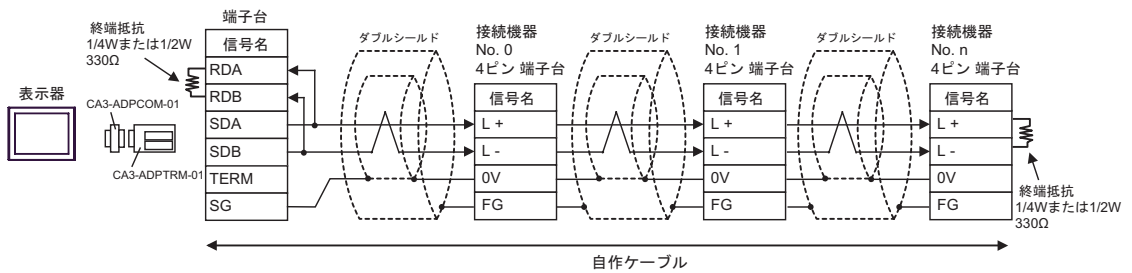 表示器
CA3-ADPCOM-01
CA3-ADPTRM-01
終端抵抗
1/4Wまたは1/2W
330Ω
端子台
信号名
RDA
RDB
SDA
SDB
TERM
SG
ダブルシールド
接続機器
No. 0
4ピン 端子台
信号名
L +
L -
0V
FG
ダブルシールド
接続機器
No. 1
4ピン 端子台
信号名
L +
L -
0V
FG
ダブルシールド
接続機器
No. n
4ピン 端子台
信号名
L +
L -
0V
FG
終端抵抗
1/4Wまたは1/2W
330Ω
自作ケーブル